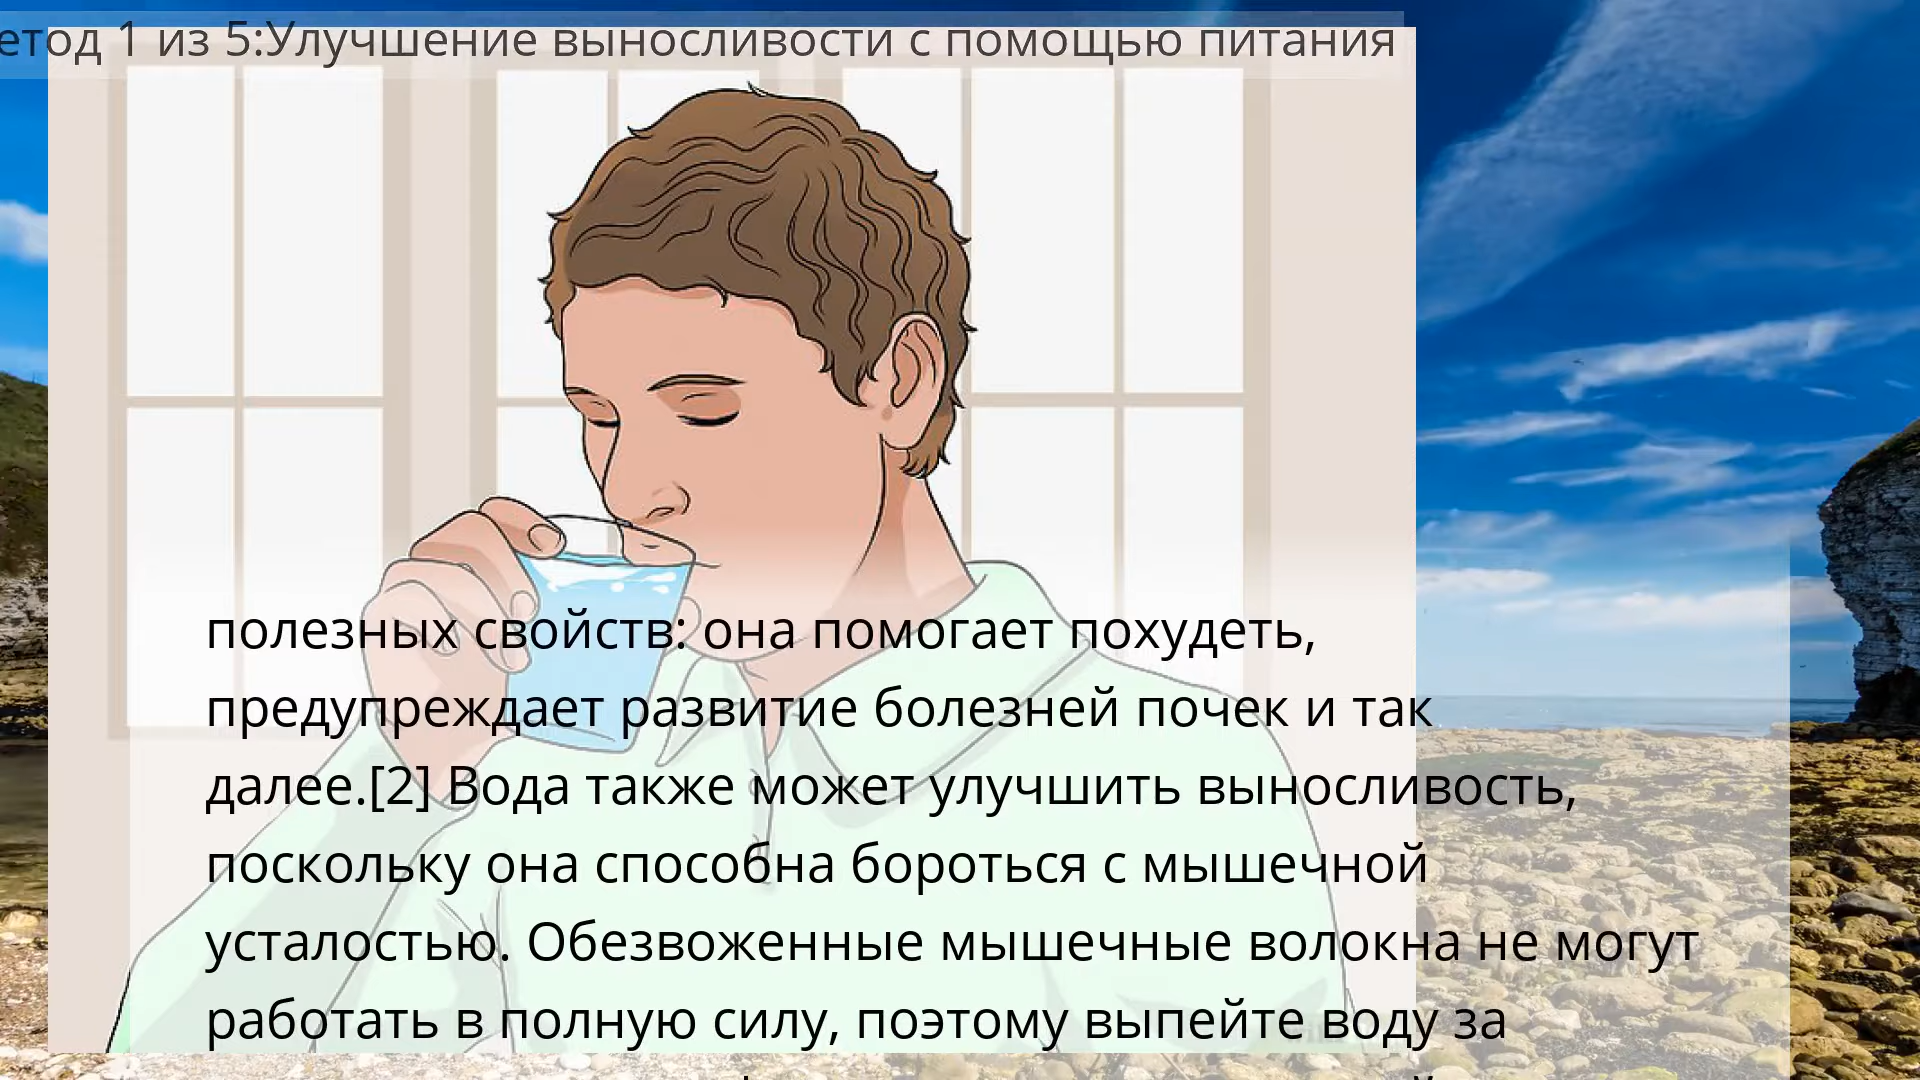 етод 1 из 5:Улучшение выносливости с помощью питания
полезных свойств: она помогает похудеть,
предупреждает развитие болезней почек и так
далее.[2] Вода также может улучшить выносливость,
поскольку она способна бороться с мышечной
усталостью. Обезвоженные мышечные волокна не могут
работать в полную силу, поэтому выпейте воду за